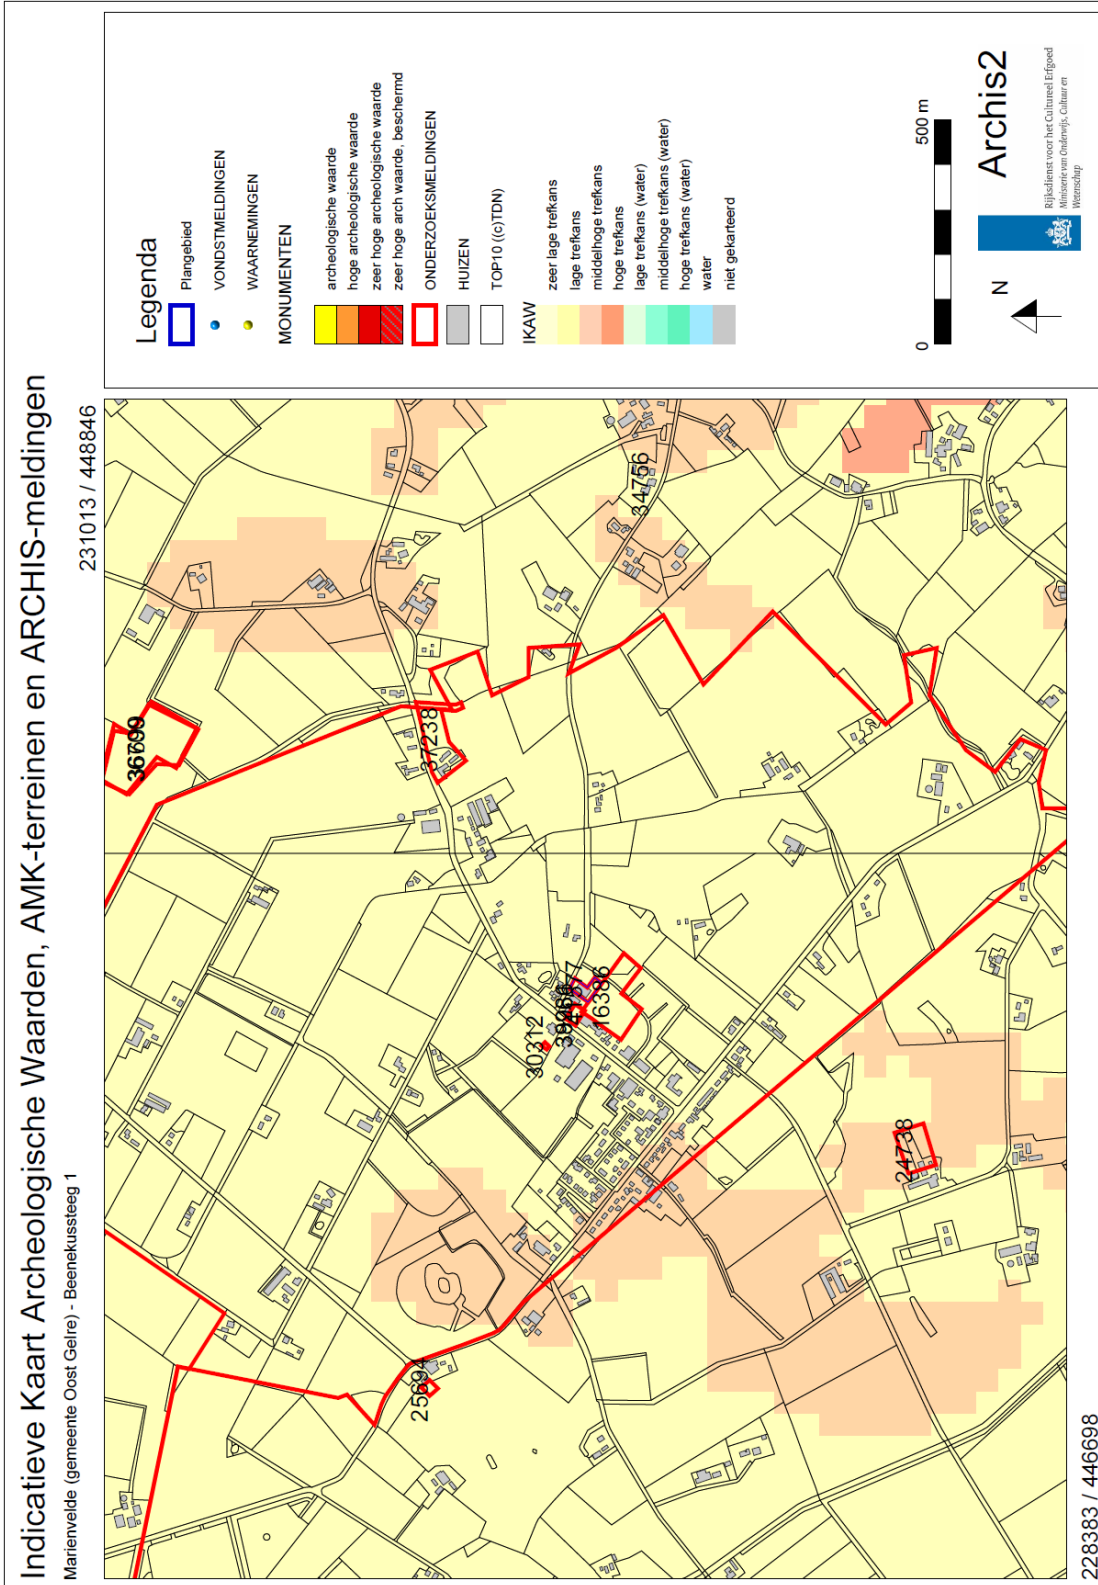 Indicatieve Kaart Archeologische Waarden, AMK-terreinen en ARCHIS-meldingen
Marienvelde (gemeente Oost Gelre) - Beenekussteeg 1
231013 / 448846
34756
37238
16386
30312
24738
25694
228383 / 446698
Legenda
Plangebied
VONDSTMELDINGEN
WAARNEMINGEN
MONUMENTEN
archeologische waarde
hoge archeologische waarde
zeer hoge archeologische waarde
zeer hoge arch waarde, beschermd
ONDERZOEKSMELDINGEN
HUIZEN
TOP10 ((c)TDN)
IKAW
zeer lage trefkans
lage trefkans
middelhoge trefkans
hoge trefkans
lage trefkans (water)
middelhoge trefkans (water)
hoge trefkans (water)
water
niet gekarteerd
0
500 m
N
Archis2
Rijksdienst voor het Cultureel Erfgoed
Ministerie van Onderwijs, Cultuur en
Wetenschap